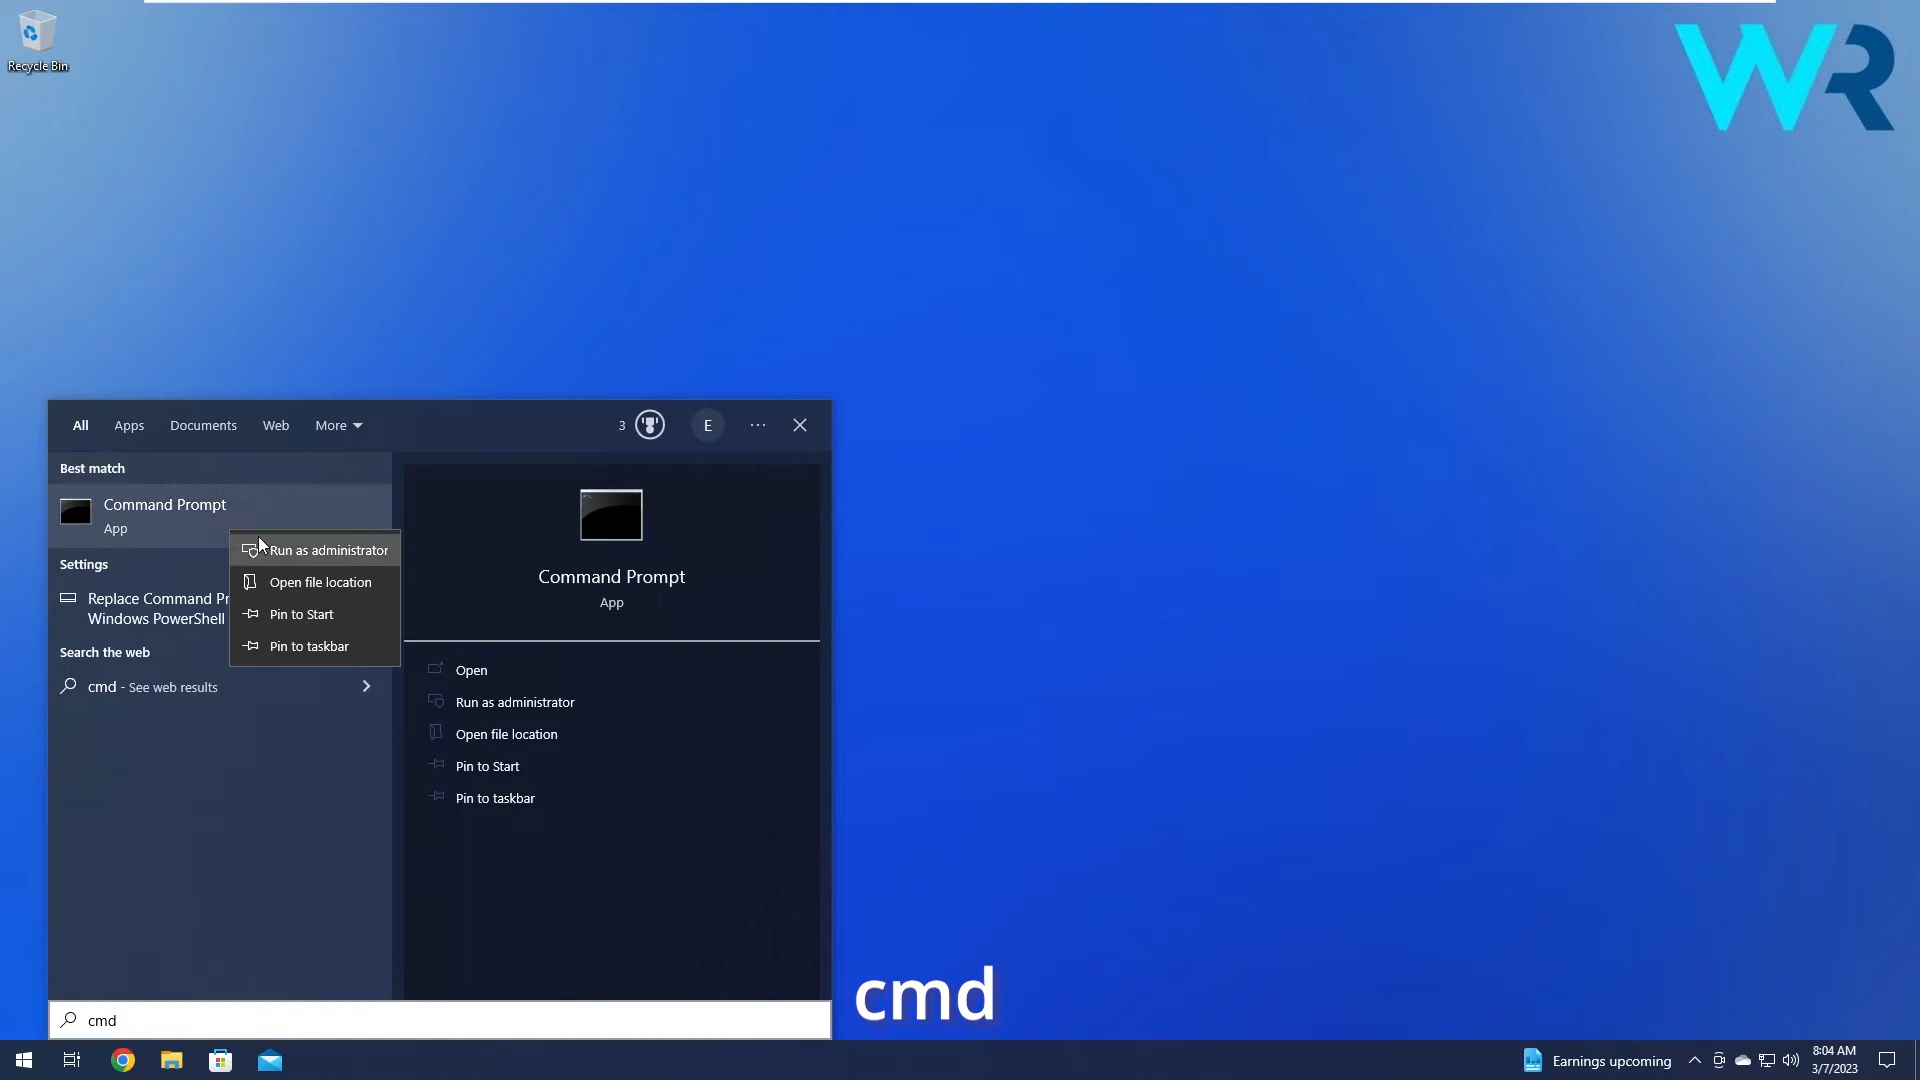 Recycle Bin
WR
All Apps Documents Web More 3 E ...
Best match
Command Prompt
App
Run as administrator
Open file location
Pin to Start
Pin to taskbar
Settings
Replace Command Pr
Windows PowerShell
Search the web
cmd - See web results
Command Prompt
App
Open
Run as administrator
Open file location
Pin to Start
Pin to taskbar
cmd
cmd
Earnings upcoming
8:04 AM
3/7/2023